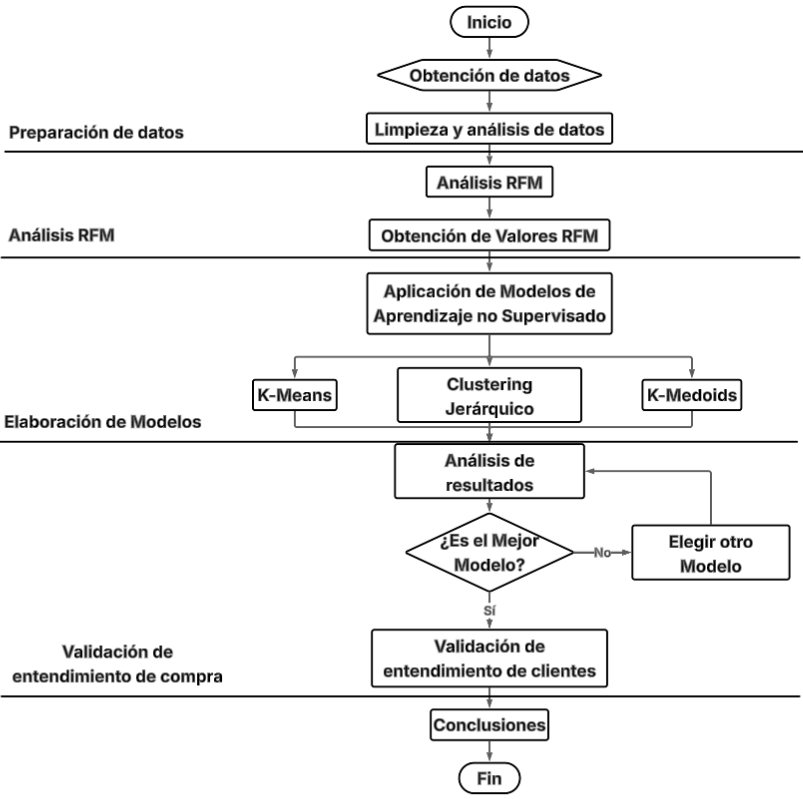 Inicio
Obtención de datos
Preparación de datos
Limpieza y análisis de datos
Análisis RFM
Análisis RFM
Obtención de Valores RFM
Aplicación de Modelos de
Aprendizaje no Supervisado
K-Means
Clustering
Jerárquico
K-Medoids
Elaboración de Modelos
Análisis de
resultados
¿Es el Mejor
Modelo?
No
Elegir otro
Modelo
Sí
Validación de
entendimiento de compra
Validación de
entendimiento de clientes
Conclusiones
Fin